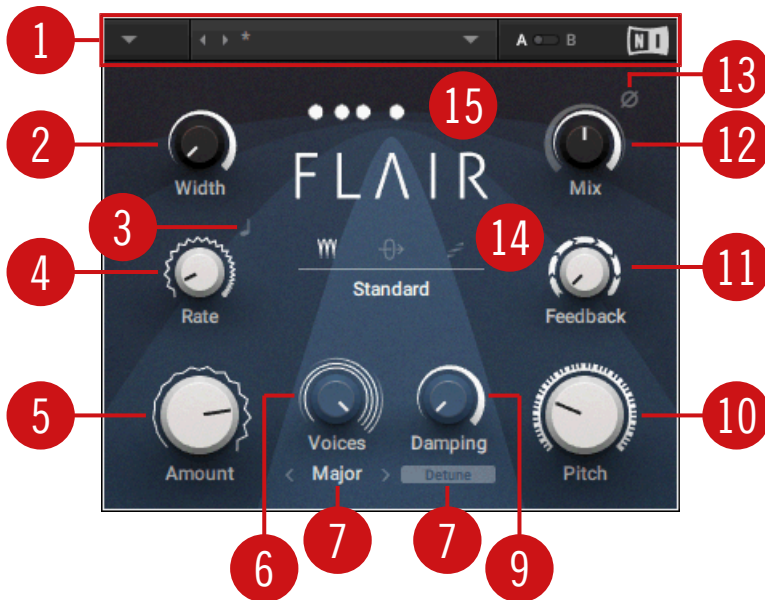 1
A B NI
13
15
2
12
Width
FLAIR
Mix
3
14
4
11
Standard
Rate
Feedback
5
10
Voices
Damping
Amount
< Major >
Detune
Pitch
6
7
7
9